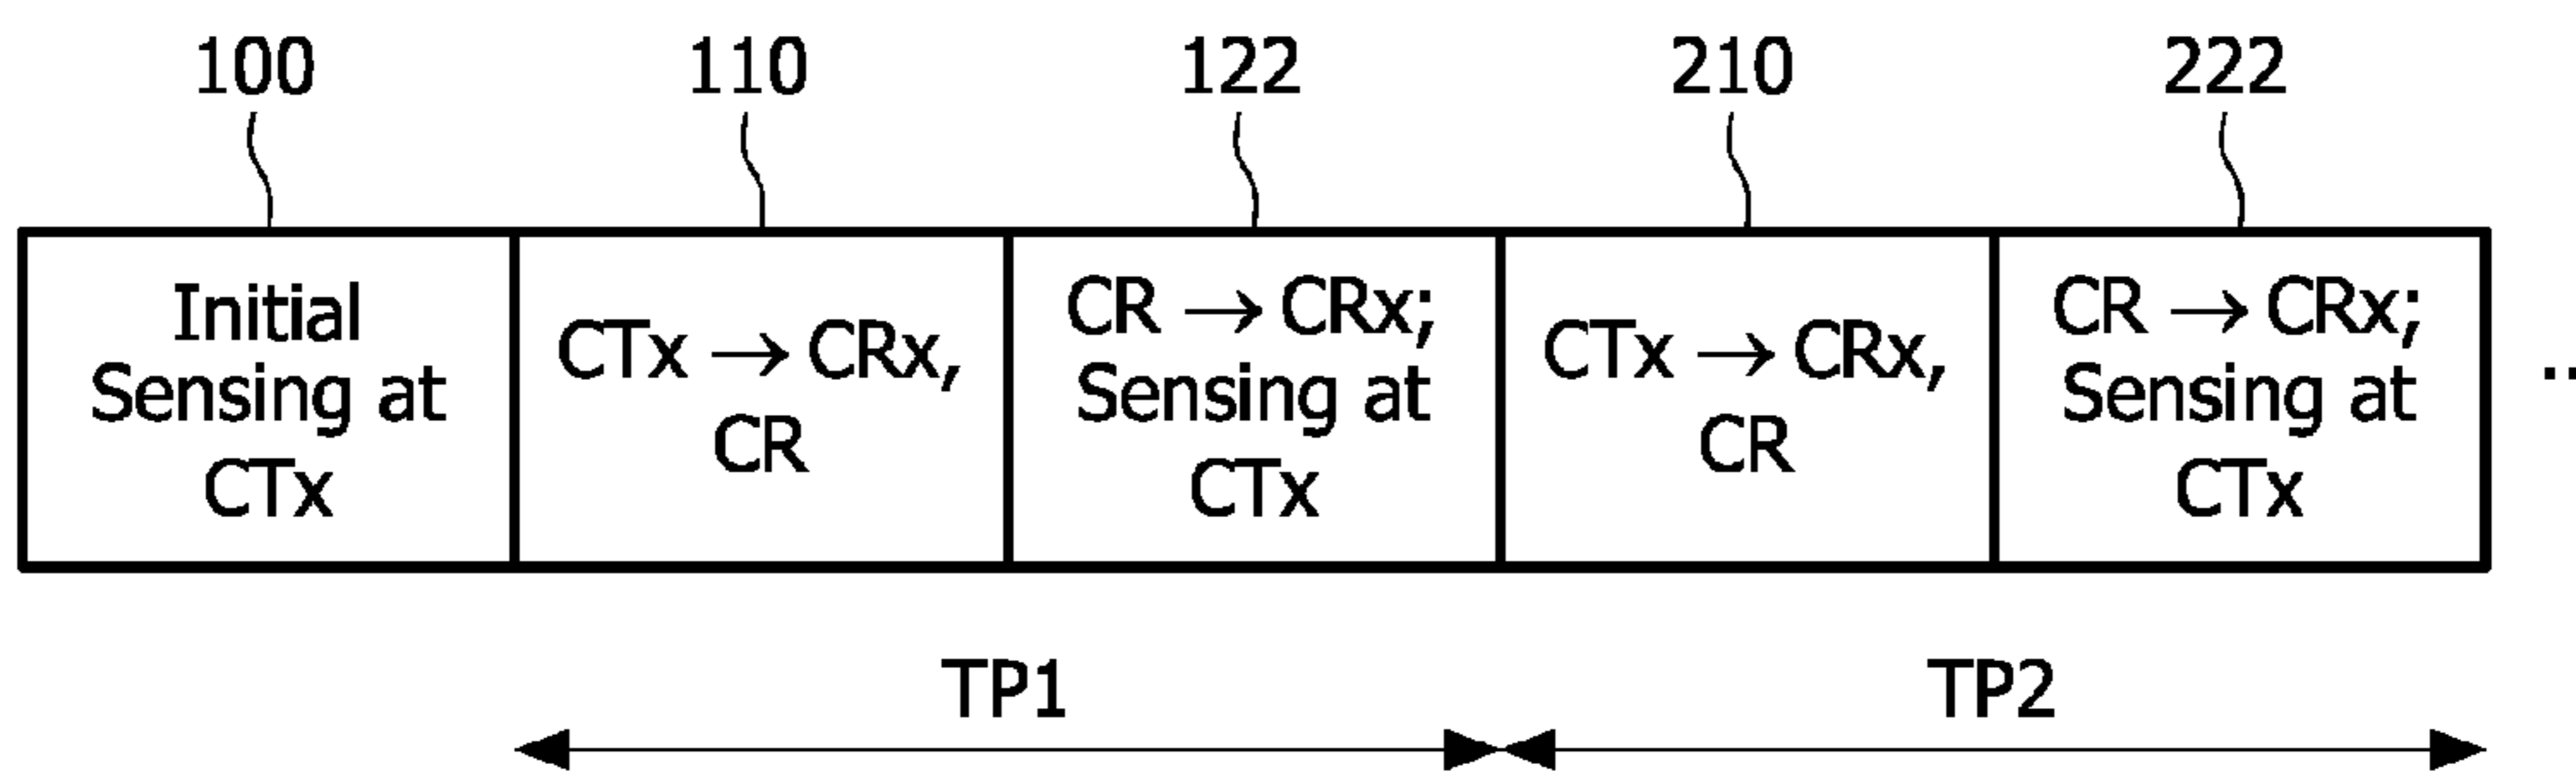 100 110 122 210 222
Initial
Sensing at
CTx
CTx → CRx,
CR
CR → CRx;
Sensing at
CTx
CTx → CRx,
CR
CR → CRx;
Sensing at
CTx
..
TP1 TP2